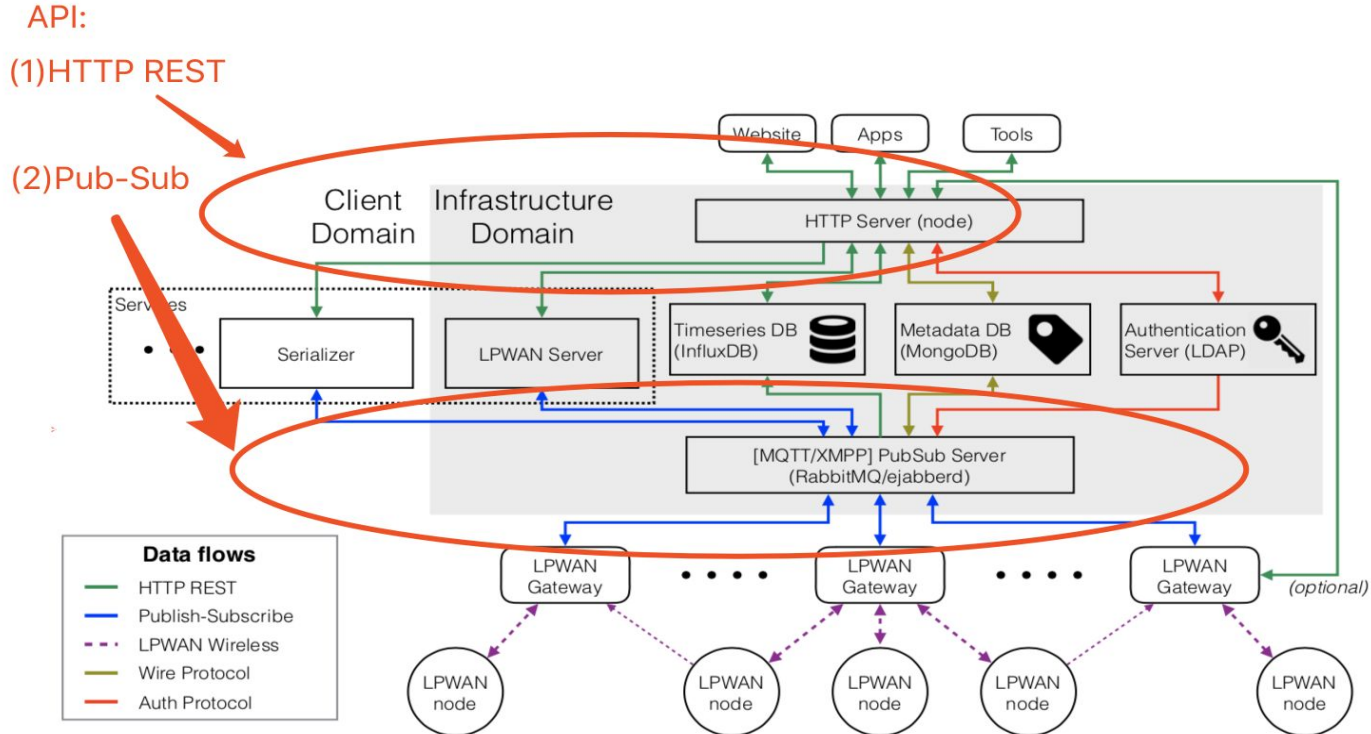 API:
(1)HTTP REST
(2)Pub-Sub
Website
Apps
Tools
Client
Domain
Infrastructure
Domain
HTTP Server (node)
Services
Serializer
LPWAN Server
Timeseries DB
(InfluxDB)
Metadata DB
(MongoDB)
Authentication
Server (LDAP)
[MQTT/XMPP] PubSub Server
(RabbitMQ/ejabberd)
Data flows
HTTP REST
Publish-Subscribe
LPWAN Wireless
Wire Protocol
Auth Protocol
LPWAN
Gateway
LPWAN
Gateway
LPWAN
Gateway
(optional)
LPWAN
node
LPWAN
node
LPWAN
node
LPWAN
node
LPWAN
node